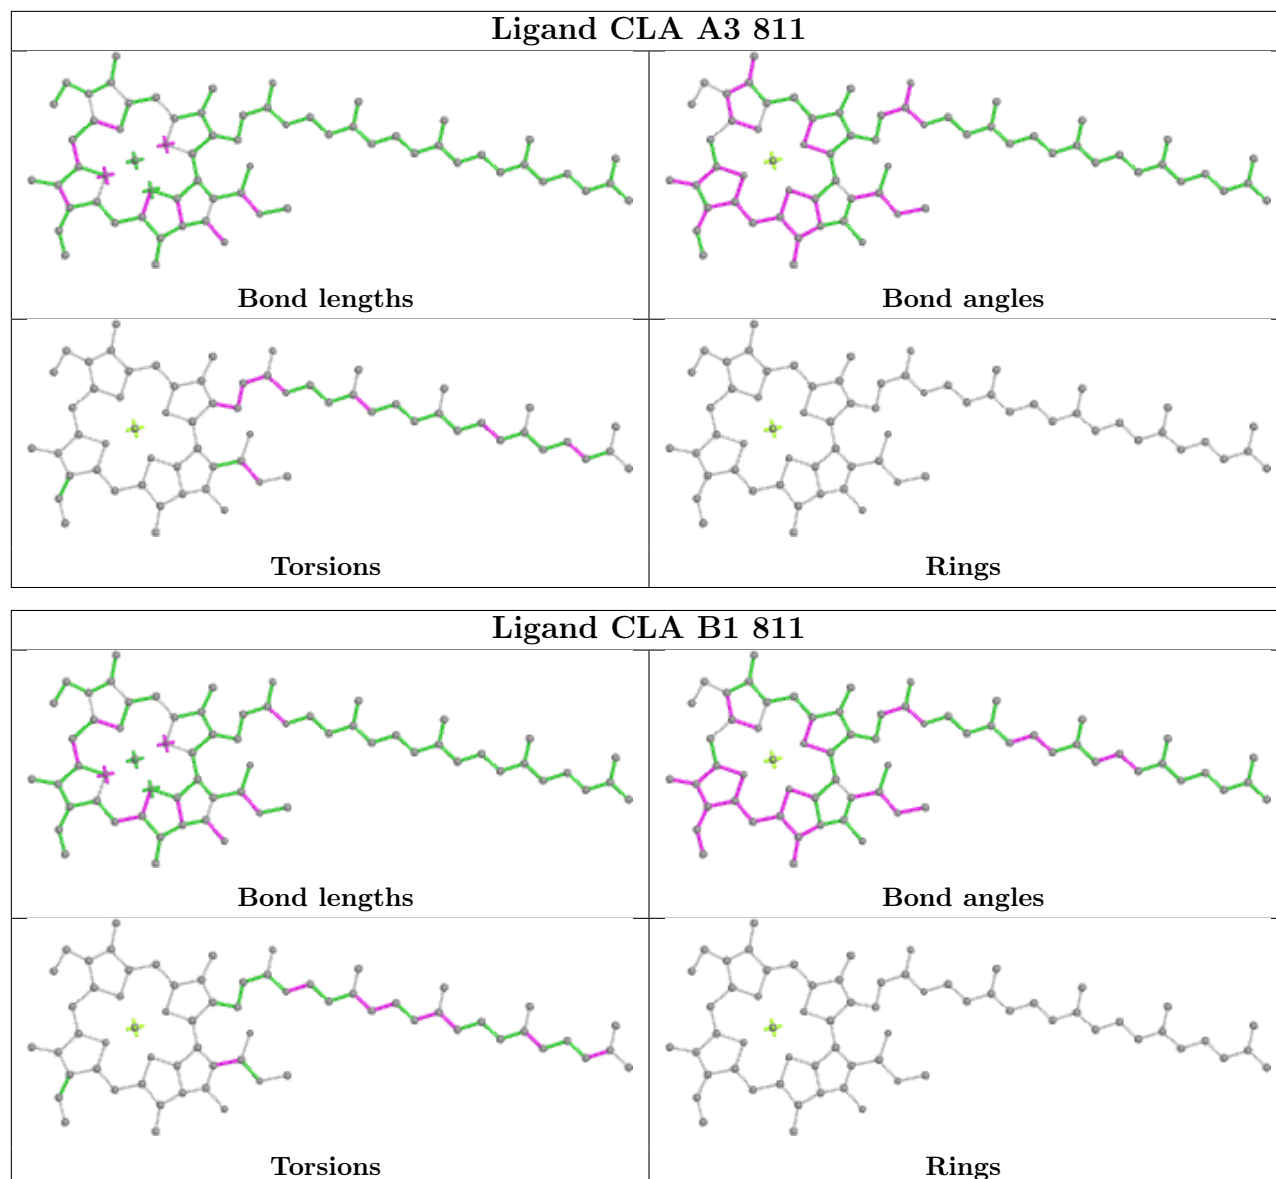 Ligand CLA A3 811
Bond lengths
Bond angles
Torsions
Rings
Ligand CLA B1 811
Bond lengths
Bond angles
Torsions
Rings